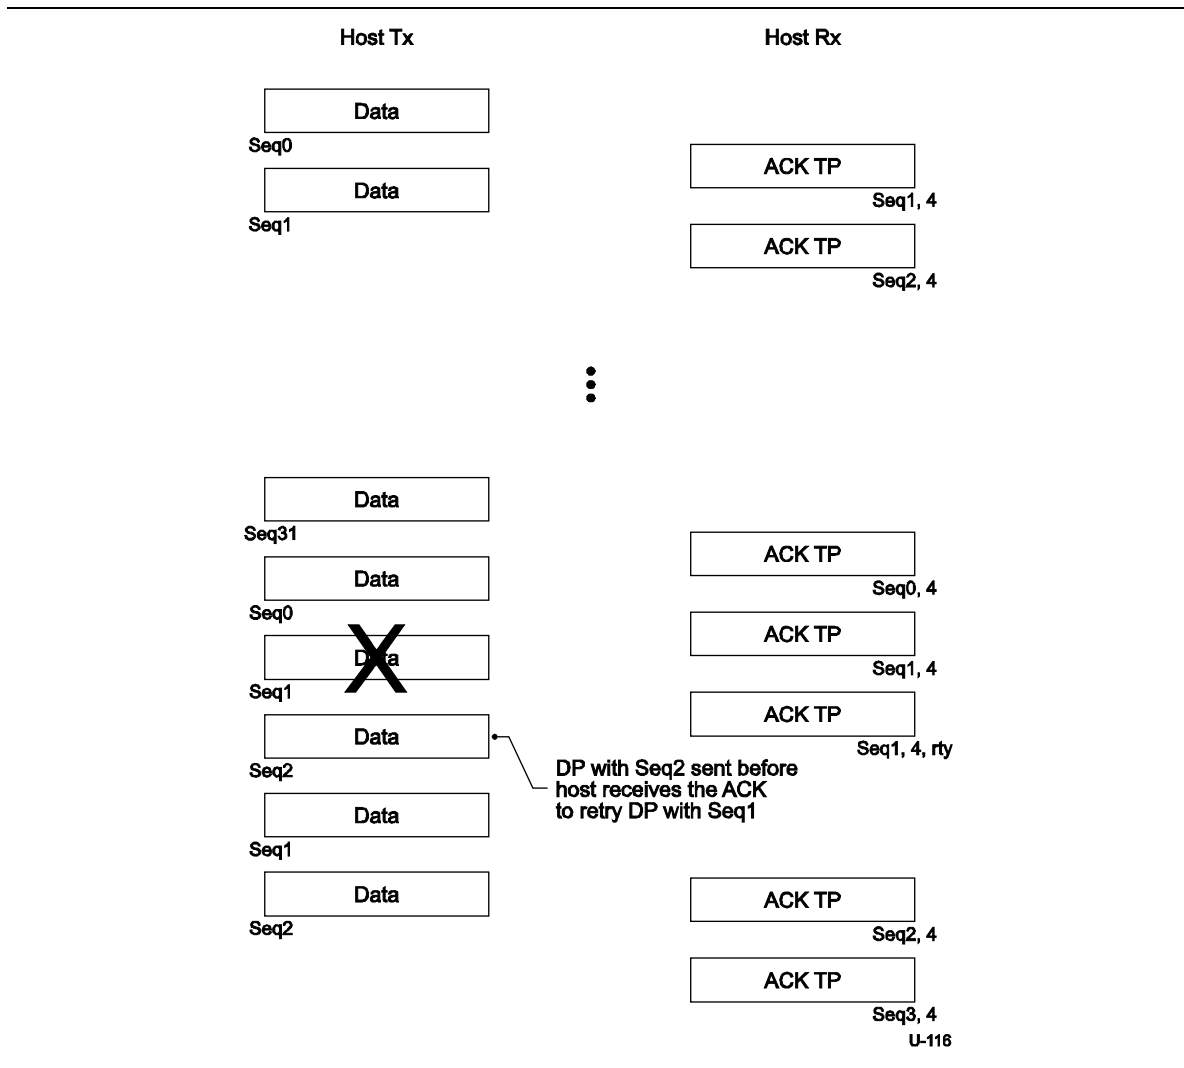 Host Tx
Host Rx
Data
Seq0
ACK TP
Seq1, 4
Data
Seq1
ACK TP
Seq2, 4
Data
Seq31
ACK TP
Seq0, 4
Data
Seq0
ACK TP
Seq1, 4
Data
Seq1
ACK TP
Seq1, 4, rty
Data
Seq2
DP with Seq2 sent before
host receives the ACK
to retry DP with Seq1
Data
Seq1
Data
Seq2
ACK TP
Seq2, 4
ACK TP
Seq3, 4
U-116